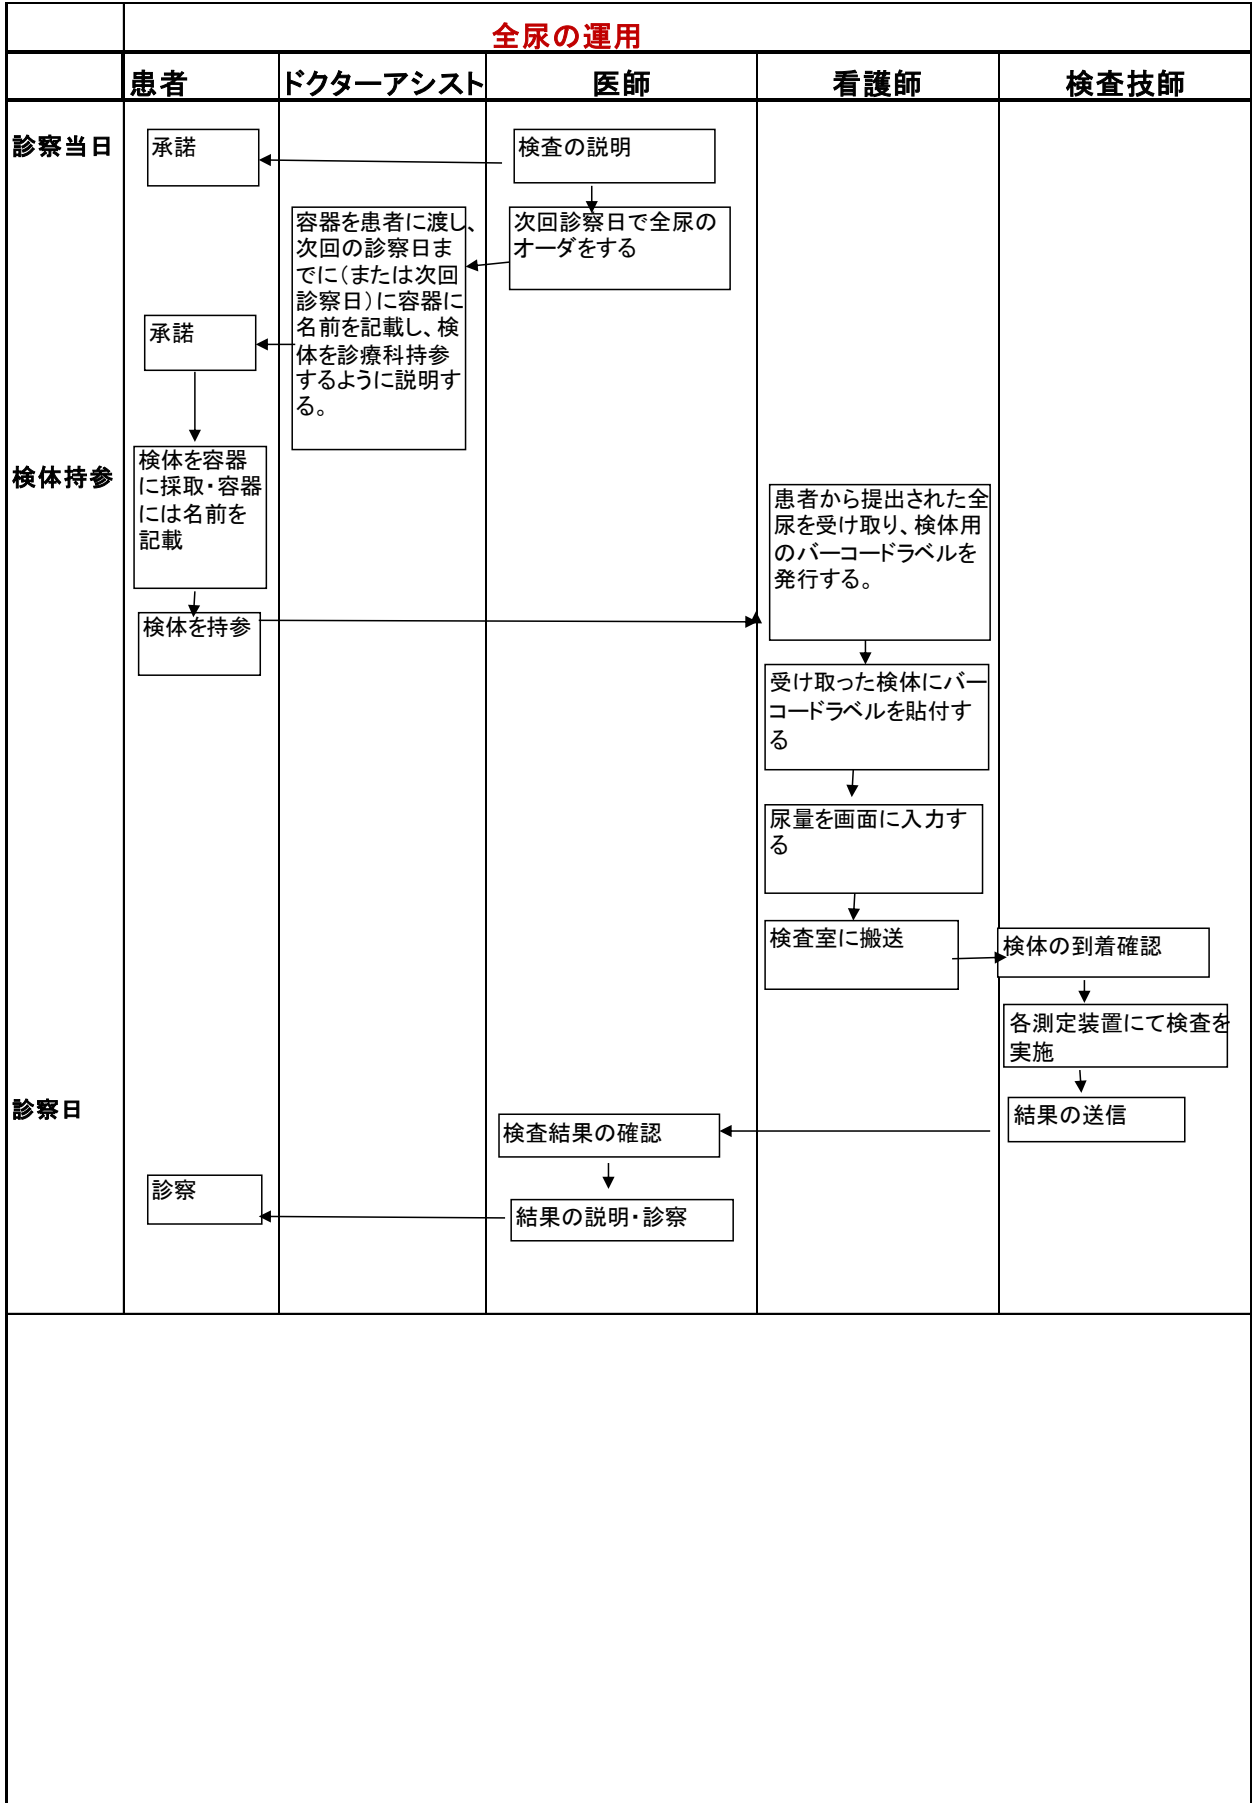 全尿の運用
患者
ドクターアシスト
医師
看護師
検査技師
診察当日
承諾
検査の説明
容器を患者に渡し、
次回の診察日ま
でに(または次回
診察日)に容器に
名前を記載し、検
体を診療科持参
するように説明す
る。
次回診察日で全尿の
オーダをする
承諾
検体持参
検体を容器
に採取・容器
には名前を
記載
患者から提出された全
尿を受け取り、検体用
のバーコードラベルを
発行する。
検体を持参
受け取った検体にバー
コードラベルを貼付す
る
尿量を画面に入力す
る
検査室に搬送
検体の到着確認
各測定装置にて検査を
実施
診察日
結果の送信
検査結果の確認
診察
結果の説明・診察